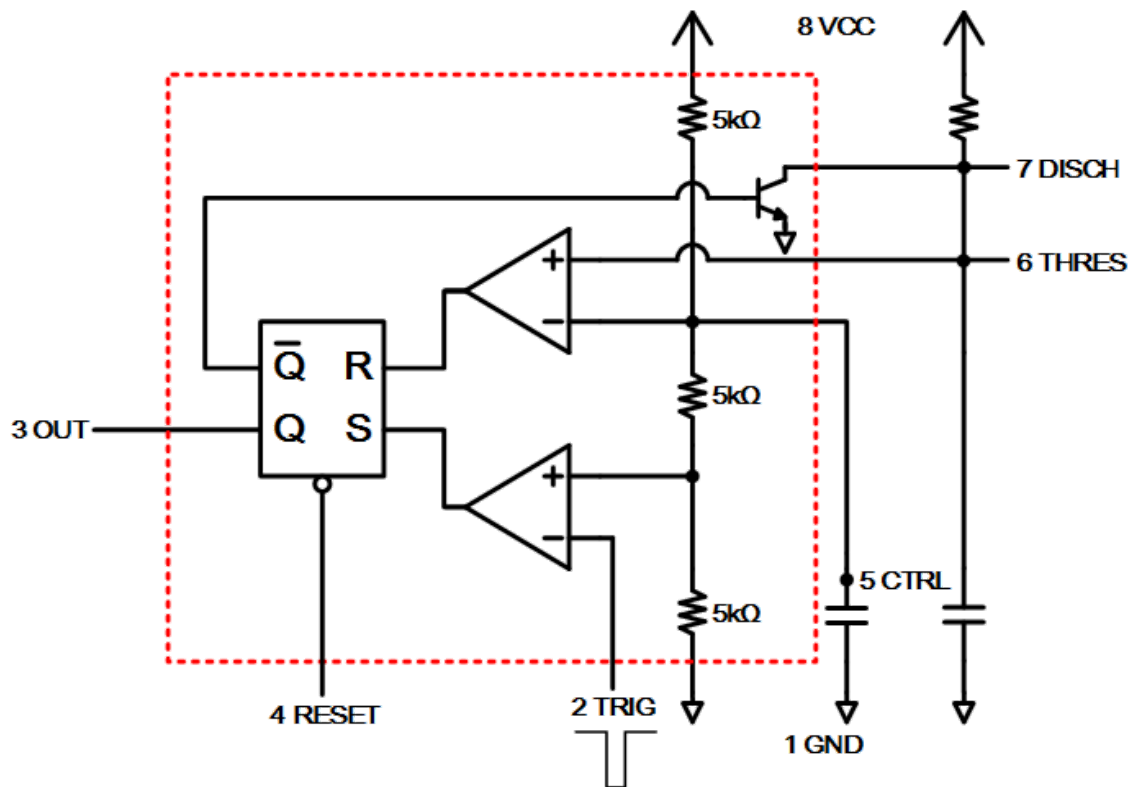 8 VCC
5kΩ
7 DISCH
+
6 THRES
−
Q̅ R
5kΩ
3 OUT
Q S
+
−
5 CTRL
5kΩ
4 RESET
2 TRIG
1 GND